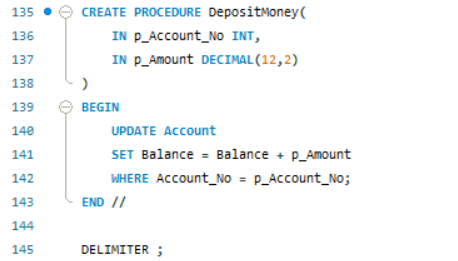 135 CREATE PROCEDURE DepositMoney(
136 IN p_Account_No INT,
137 IN p_Amount DECIMAL(12,2)
138 )
139 BEGIN
140 UPDATE Account
141 SET Balance = Balance + p_Amount
142 WHERE Account_No = p_Account_No;
143 END //
144
145 DELIMITER ;